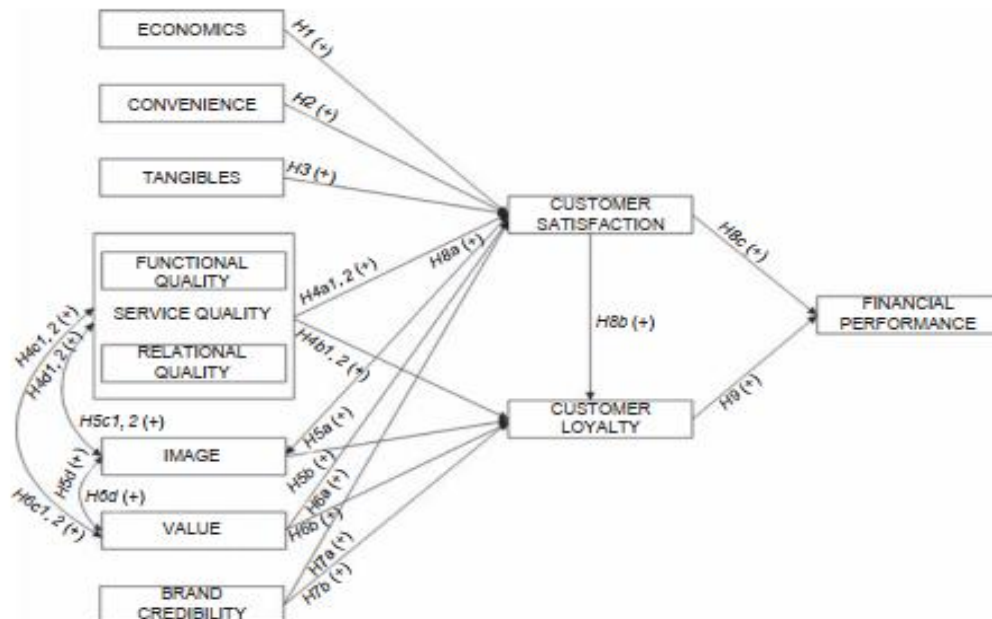 ECONOMICS
H1 (+)
CONVENIENCE
H2 (+)
TANGIBLES
H3 (+)
CUSTOMER
SATISFACTION
FUNCTIONAL
QUALITY
SERVICE QUALITY
RELATIONAL
QUALITY
H4a1, 2 (+)
H8a (+)
H4b1, 2 (+)
H8c (+)
H8b (+)
FINANCIAL
PERFORMANCE
H9 (+)
CUSTOMER
LOYALTY
H4c1, 2 (+)
H4d1, 2 (+)
H5c1, 2 (+)
IMAGE
H5a (+)
H5b (+)
H5d (+)
H6d (+)
H6c1, 2 (+)
VALUE
H6a (+)
H6b (+)
H7a (+)
H7b (+)
BRAND
CREDIBILITY